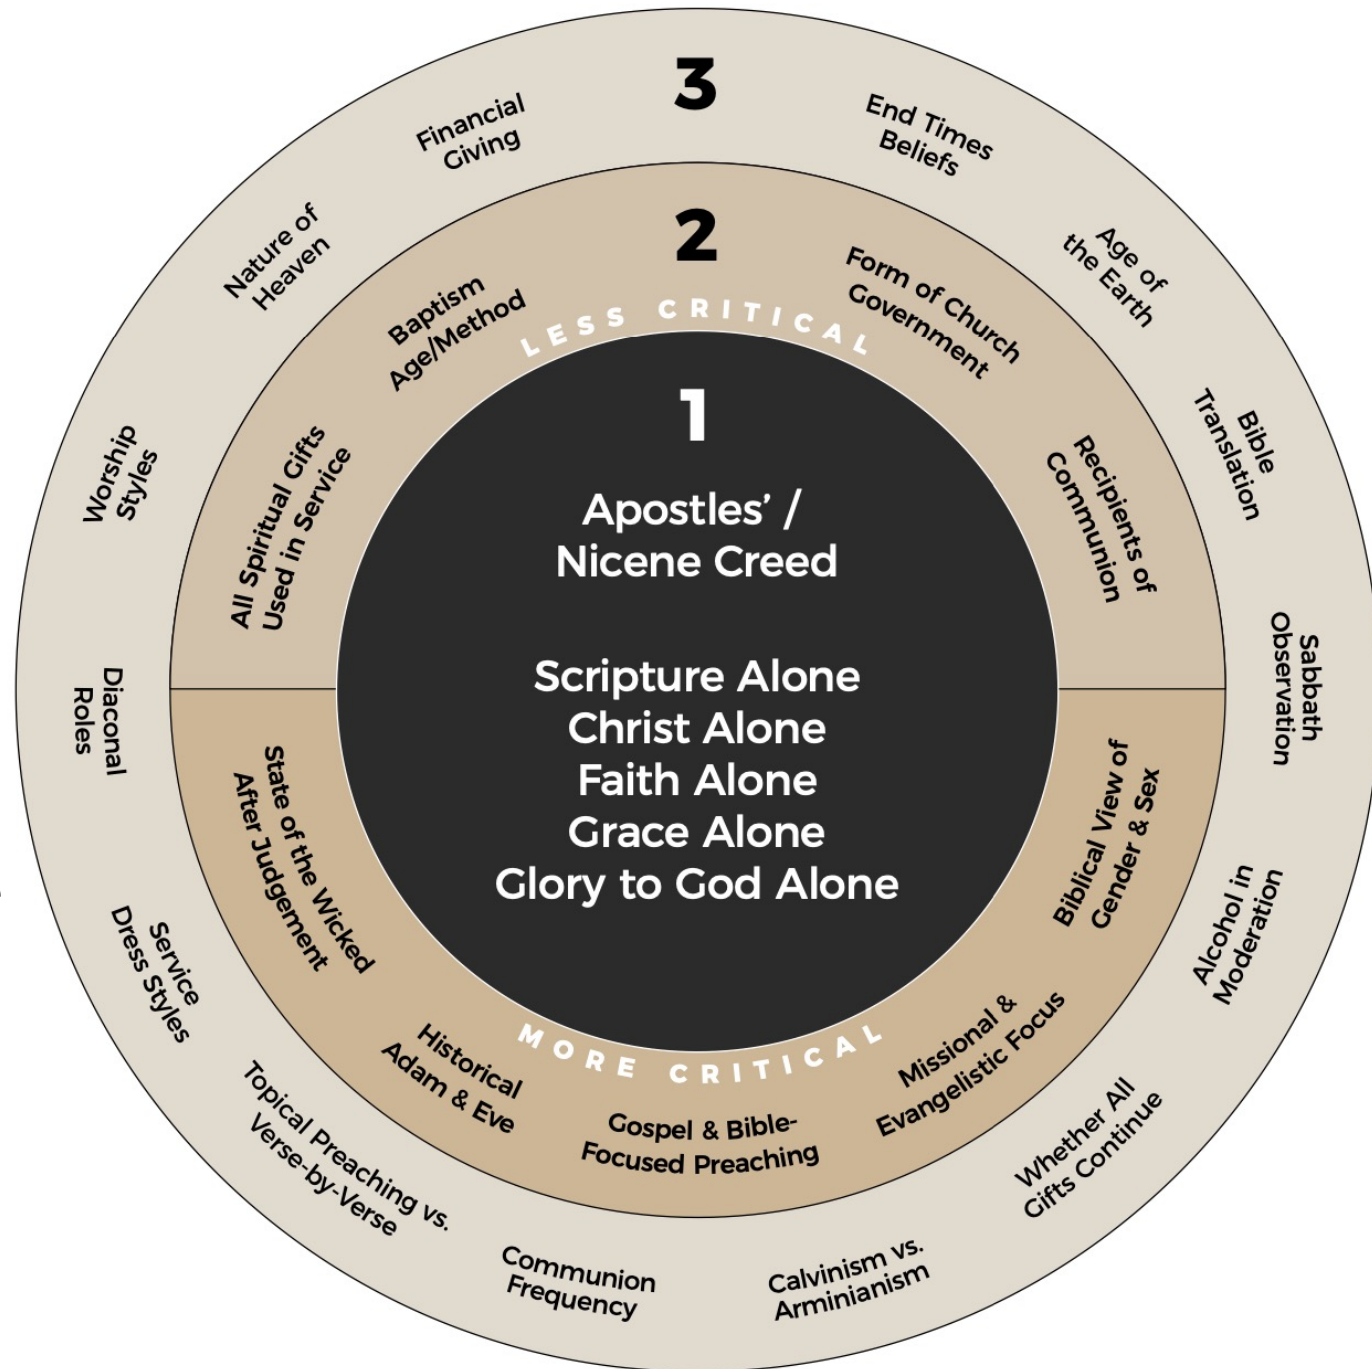 3
End Times
Beliefs
Age of
the Earth
Bible
Translation
Sabbath
Observation
Alcohol in
Moderation
Whether All
Gifts Continue
Calvinism vs.
Arminianism
Communion
Frequency
Topical Preaching vs.
Verse-by-Verse
Service
Dress Styles
Diaconal
Roles
Worship
Styles
Nature of
Heaven
Financial
Giving
2
LESS CRITICAL
Form of Church
Government
Recipients of
Communion
Biblical View of
Gender & Sex
Missional &
Evangelistic Focus
Gospel & Bible-
Focused Preaching
Historical
Adam & Eve
State of the Wicked
After Judgement
All Spiritual Gifts
Used in Service
Baptism
Age/Method
MORE CRITICAL
1
Apostles’ /
Nicene Creed
Scripture Alone
Christ Alone
Faith Alone
Grace Alone
Glory to God Alone